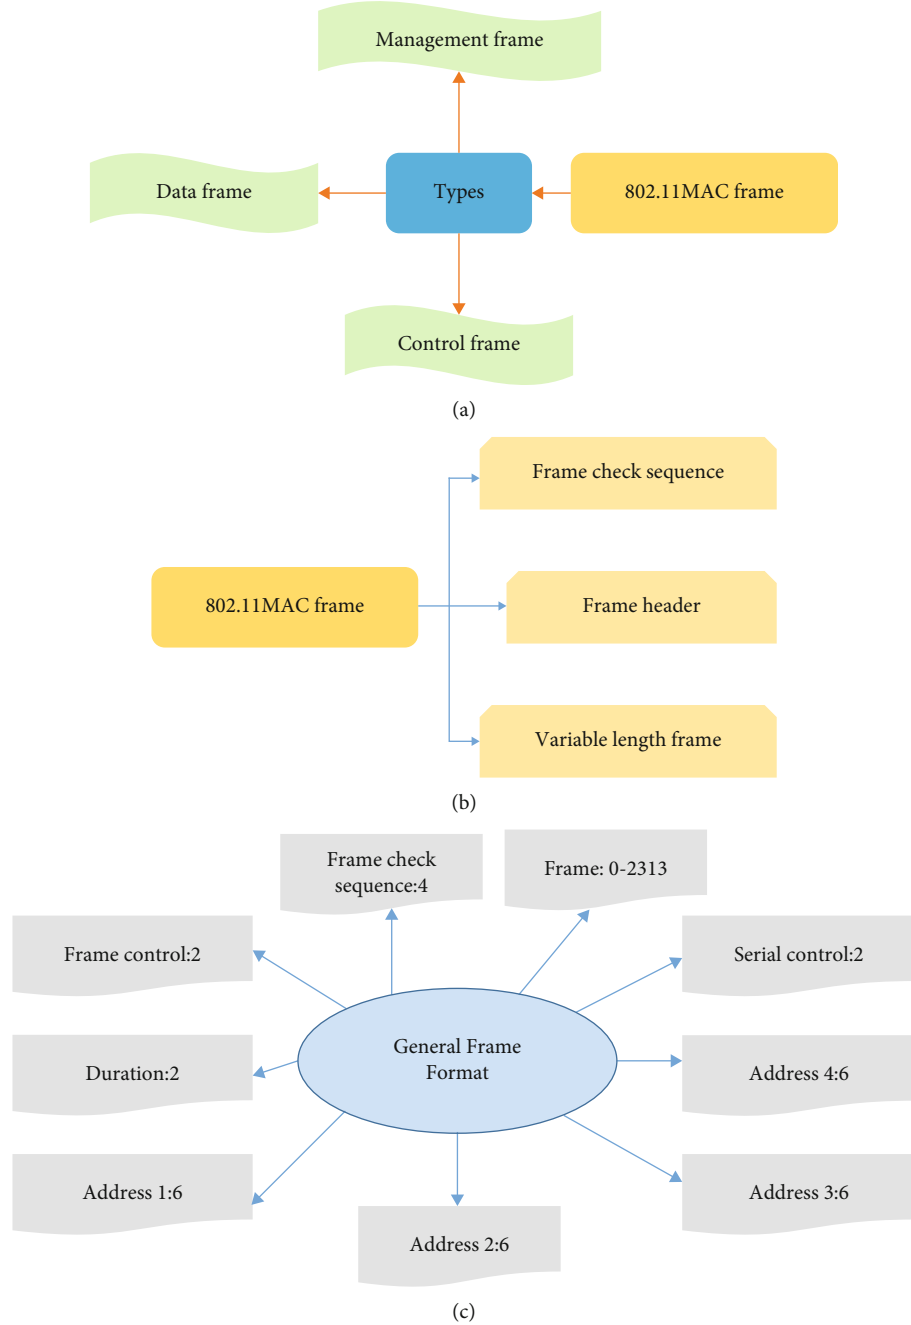 Management frame
Data frame
Types
802.11MAC frame
Control frame
(a)
Frame check sequence
802.11MAC frame
Frame header
Variable length frame
(b)
Frame check
sequence:4
Frame: 0-2313
Frame control:2
Serial control:2
General Frame
Format
Duration:2
Address 4:6
Address 1:6
Address 3:6
Address 2:6
(c)